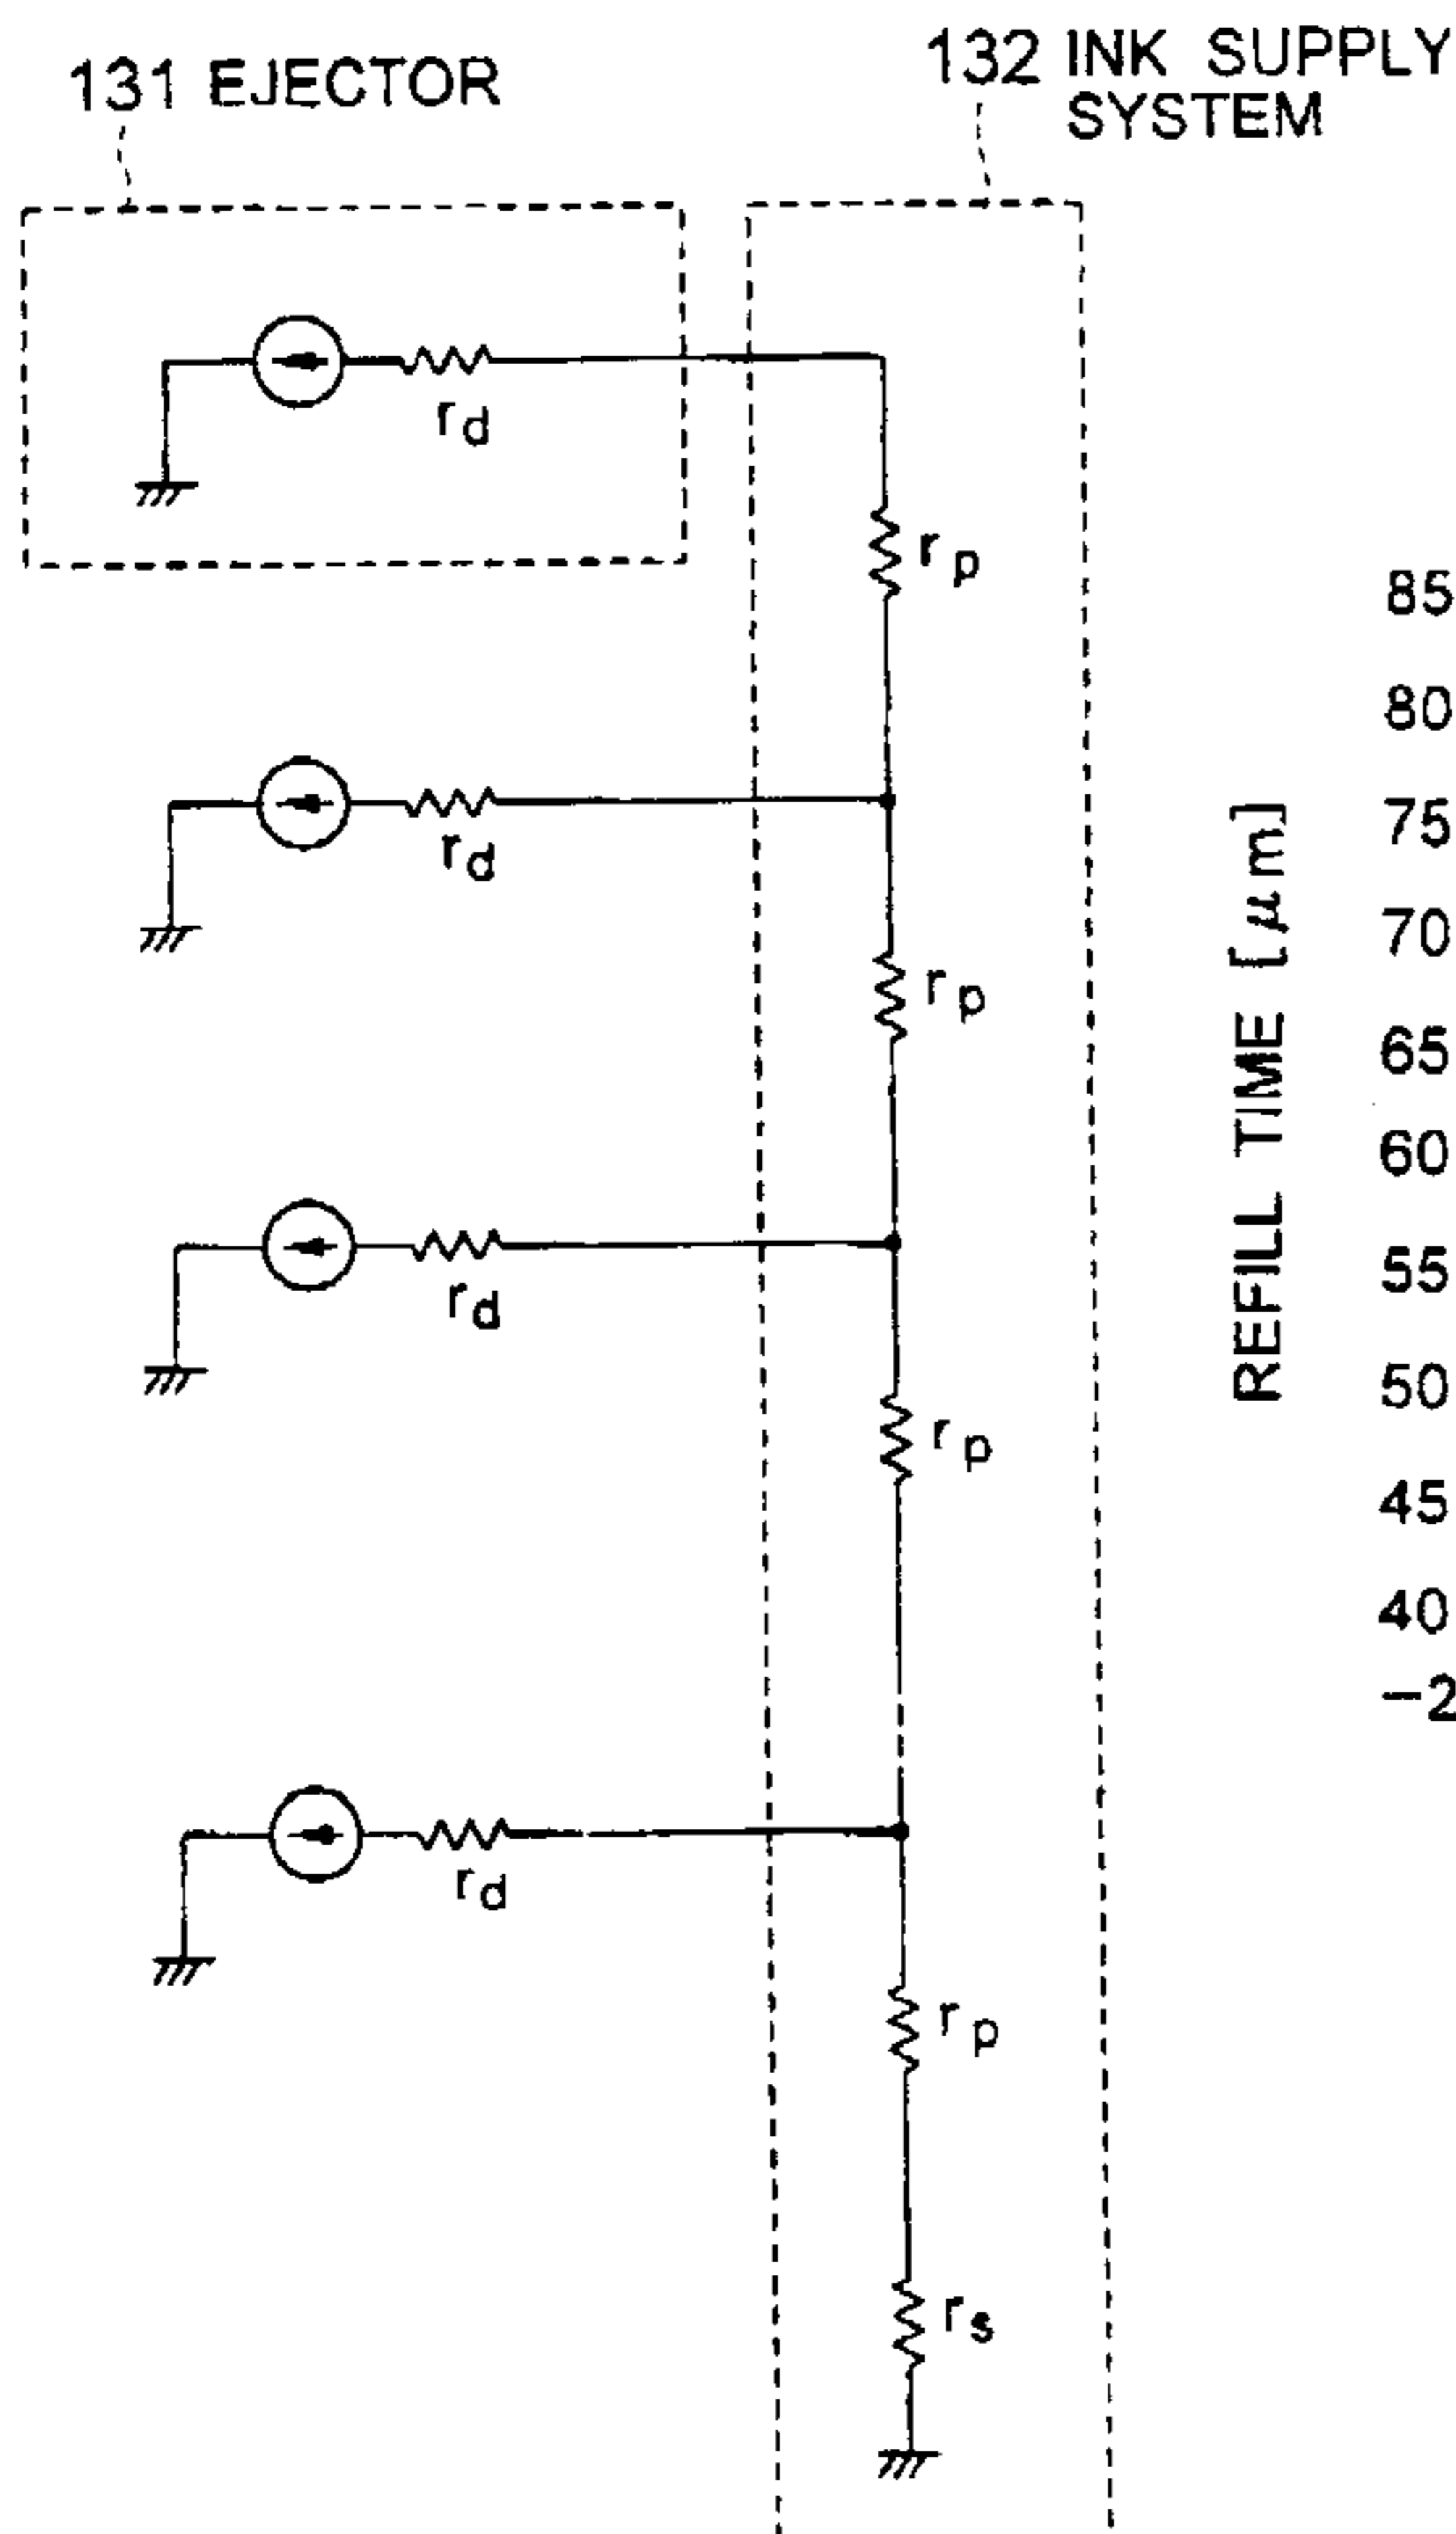 131 EJECTOR
132 INK SUPPLY
SYSTEM
rd
rp
rd
rp
rd
rp
rd
rp
rs
REFILL TIME [μm]
85
80
75
70
65
60
55
50
45
40
-2